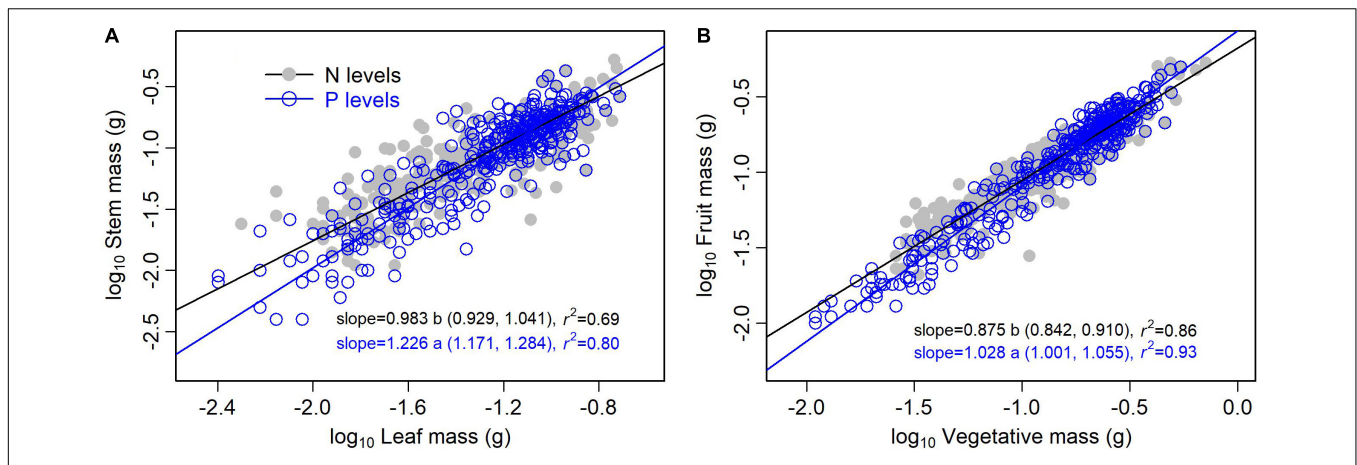 A
log10 Stem mass (g)
-0.5
-1.0
-1.5
-2.0
-2.5
N levels
P levels
slope=0.983 b (0.929, 1.041), r²=0.69
slope=1.226 a (1.171, 1.284), r²=0.80
-2.4 -2.0 -1.6 -1.2 -0.8
log10 Leaf mass (g)
B
log10 Fruit mass (g)
-0.5
-1.0
-1.5
-2.0
slope=0.875 b (0.842, 0.910), r²=0.86
slope=1.028 a (1.001, 1.055), r²=0.93
-2.0 -1.5 -1.0 -0.5 0.0
log10 Vegetative mass (g)